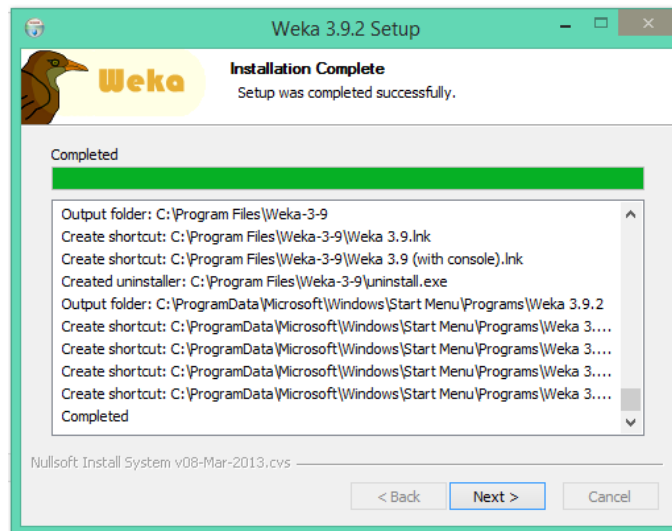 Weka 3.9.2 Setup
Weka
Installation Complete
Setup was completed successfully.
Completed
Output folder: C:\Program Files\Weka-3-9
Create shortcut: C:\Program Files\Weka-3-9\Weka 3.9.lnk
Create shortcut: C:\Program Files\Weka-3-9\Weka 3.9 (with console).lnk
Created uninstaller: C:\Program Files\Weka-3-9\uninstall.exe
Output folder: C:\ProgramData\Microsoft\Windows\Start Menu\Programs\Weka 3.9.2
Create shortcut: C:\ProgramData\Microsoft\Windows\Start Menu\Programs\Weka 3....
Create shortcut: C:\ProgramData\Microsoft\Windows\Start Menu\Programs\Weka 3....
Create shortcut: C:\ProgramData\Microsoft\Windows\Start Menu\Programs\Weka 3....
Create shortcut: C:\ProgramData\Microsoft\Windows\Start Menu\Programs\Weka 3....
Completed
Nullsoft Install System v08-Mar-2013.cvs
< Back Next > Cancel